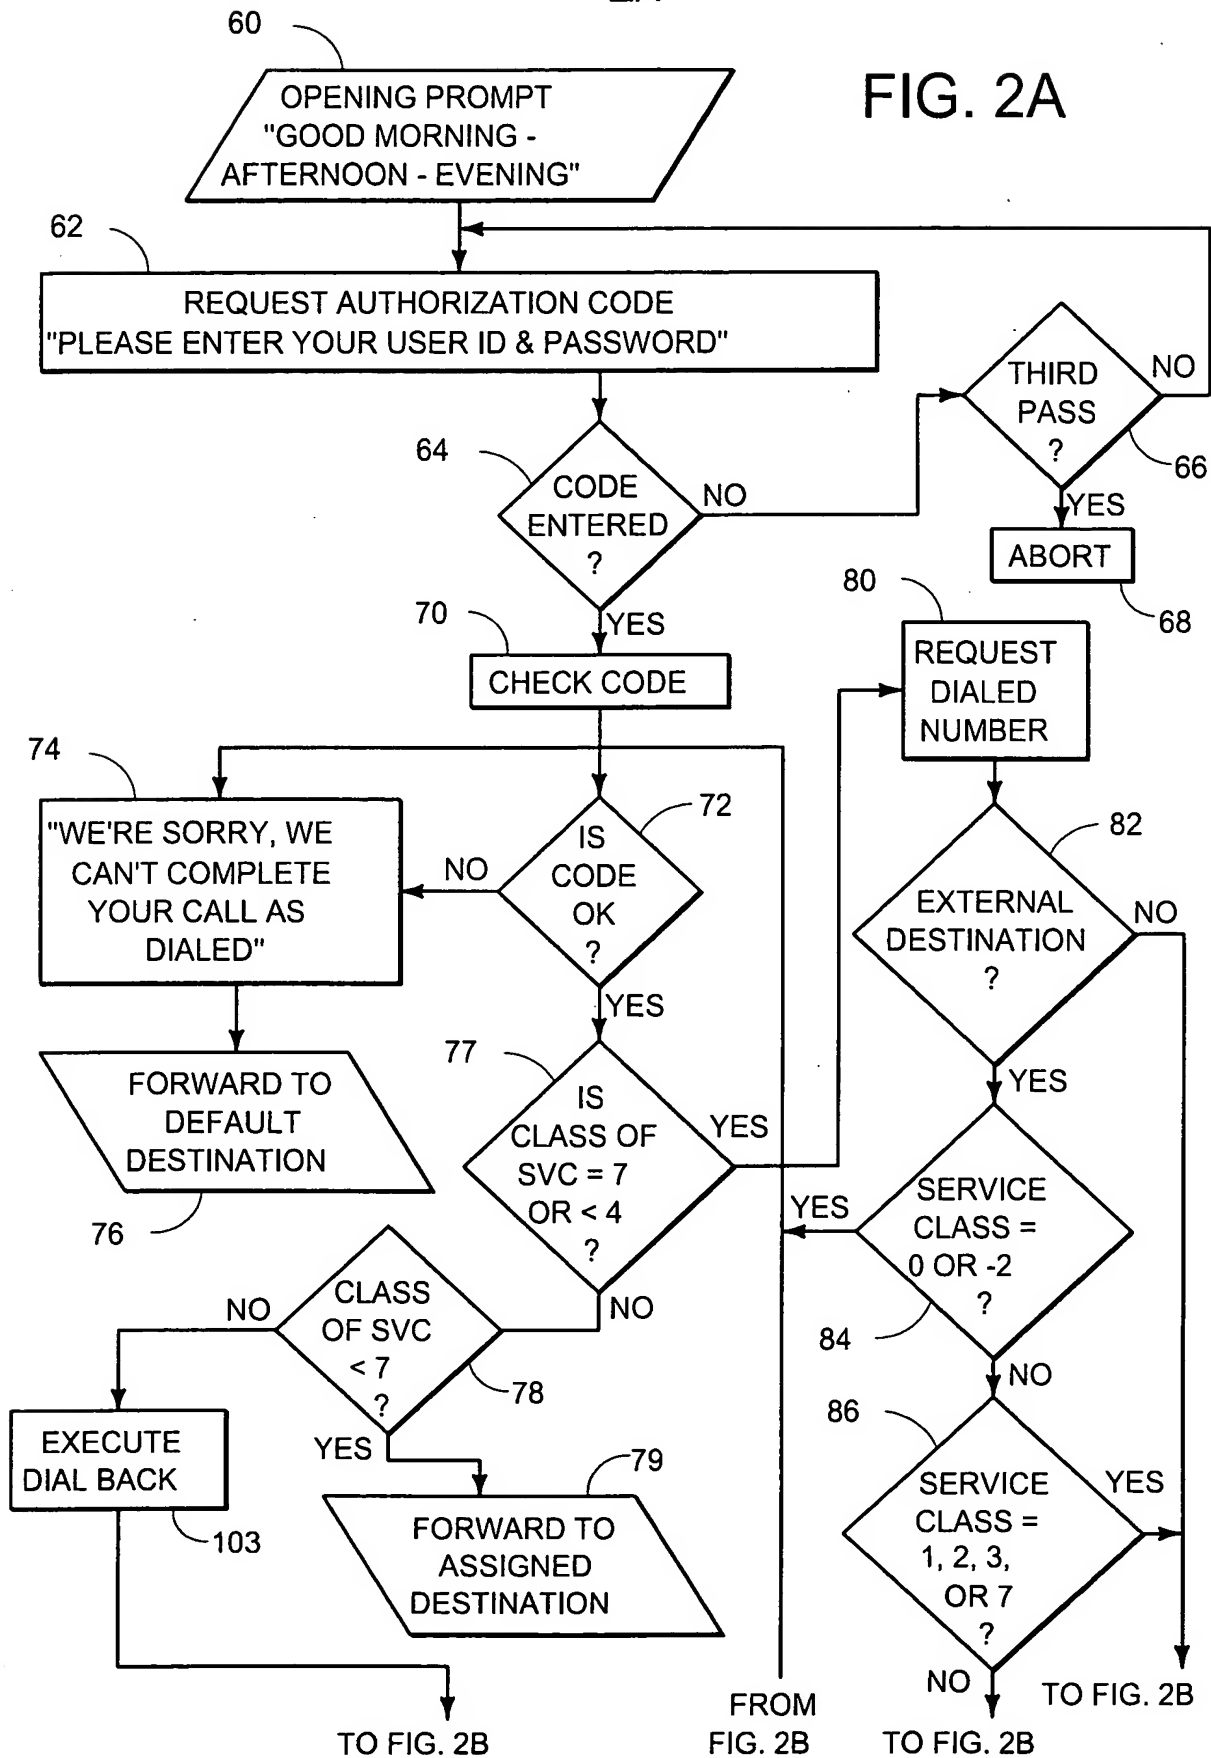 60
FIG. 2A
OPENING PROMPT
"GOOD MORNING -
AFTERNOON - EVENING"
62
REQUEST AUTHORIZATION CODE
"PLEASE ENTER YOUR USER ID & PASSWORD"
THIRD
PASS
?
NO
66
YES
ABORT
68
64
CODE
ENTERED
?
NO
YES
70
CHECK CODE
80
REQUEST
DIALED
NUMBER
74
"WE'RE SORRY, WE
CAN'T COMPLETE
YOUR CALL AS
DIALED"
NO
72
IS
CODE
OK
?
YES
82
EXTERNAL
DESTINATION
?
NO
YES
FORWARD TO
DEFAULT
DESTINATION
76
77
IS
CLASS OF
SVC = 7
OR < 4
?
YES
NO
YES
SERVICE
CLASS =
0 OR -2
?
84
NO
NO
CLASS
OF SVC
< 7
?
78
YES
86
SERVICE
CLASS =
1, 2, 3,
OR 7
?
YES
NO
EXECUTE
DIAL BACK
103
79
FORWARD TO
ASSIGNED
DESTINATION
TO FIG. 2B
FROM
FIG. 2B
TO FIG. 2B
TO FIG. 2B